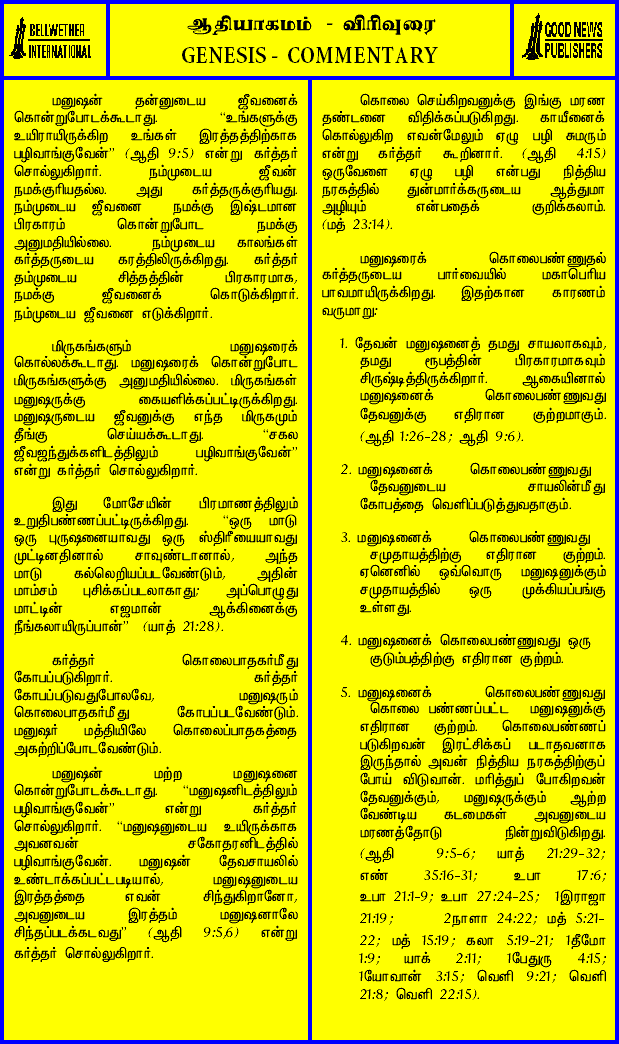 BELLWETHER
INTERNATIONAL
ஆதியாகமம் - விரிவுரை
GENESIS - COMMENTARY
GOOD NEWS
PUBLISHERS
மனுஷன் தன்னுடைய ஜீவனைக்
கொன்றுபோடக்கூடாது. “உங்களுக்கு
உயிராயிருக்கிற உங்கள் இரத்தத்திற்காக
பழிவாங்குவேன்” (ஆதி 9:5) என்று கர்த்தர்
சொல்லுகிறார். நம்முடைய ஜீவன்
நமக்குரியதல்ல. அது கர்த்தருக்குரியது.
நம்முடைய ஜீவனை நமக்கு இஷ்டமான
பிரகாரம் கொன்றுபோட நமக்கு
அனுமதியில்லை. நம்முடைய காலங்கள்
கர்த்தருடைய கரத்திலிருக்கிறது. கர்த்தர்
தம்முடைய சித்தத்தின் பிரகாரமாக,
நமக்கு ஜீவனைக் கொடுக்கிறார்.
நம்முடைய ஜீவனை எடுக்கிறார்.
மிருகங்களும் மனுஷரைக்
கொல்லக்கூடாது. மனுஷரைக் கொன்றுபோட
மிருகங்களுக்கு அனுமதியில்லை. மிருகங்கள்
மனுஷருக்கு கையளிக்கப்பட்டிருக்கிறது.
மனுஷருடைய ஜீவனுக்கு எந்த மிருகமும்
தீங்கு செய்யக்கூடாது. “சகல
ஜீவஜந்துக்களிடத்திலும் பழிவாங்குவேன்”
என்று கர்த்தர் சொல்லுகிறார்.
இது மோசேயின் பிரமாணத்திலும்
உறுதிபண்ணப்பட்டிருக்கிறது. “ஒரு மாடு
ஒரு புருஷனையாவது ஒரு ஸ்திரீயையாவது
முட்டினதினால் சாவுண்டானால், அந்த
மாடு கல்லெறியப்படவேண்டும், அதின்
மாம்சம் புசிக்கப்படலாகாது; அப்பொழுது
மாட்டின் எஜமான் ஆக்கினைக்கு
நீங்கலாயிருப்பான்” (யாத் 21:28).
கர்த்தர் கொலைபாதகர்மீது
கோபப்படுகிறார். கர்த்தர்
கோபப்படுவதுபோலவே, மனுஷரும்
கொலைபாதகர்மீது கோபப்படவேண்டும்.
மனுஷர் மத்தியிலே கொலைப்பாதகத்தை
அகற்றிப்போடவேண்டும்.
மனுஷன் மற்ற மனுஷனை
கொன்றுபோடக்கூடாது. “மனுஷனிடத்திலும்
பழிவாங்குவேன்” என்று கர்த்தர்
சொல்லுகிறார். “மனுஷனுடைய உயிருக்காக
அவனவன் சகோதரனிடத்தில்
பழிவாங்குவேன். மனுஷன் தேவசாயலில்
உண்டாக்கப்பட்டபடியால், மனுஷனுடைய
இரத்தத்தை எவன் சிந்துகிறானோ,
அவனுடைய இரத்தம் மனுஷனாலே
சிந்தப்படக்கடவது” (ஆதி 9:5,6) என்று
கர்த்தர் சொல்லுகிறார்.
கொலை செய்கிறவனுக்கு இங்கு மரண
தண்டனை விதிக்கப்படுகிறது. காயீனைக்
கொல்லுகிற எவன்மேலும் ஏழு பழி சுமரும்
என்று கர்த்தர் கூறினார். (ஆதி 4:15)
ஒருவேளை ஏழு பழி என்பது நித்திய
நரகத்தில் துன்மார்க்கருடைய ஆத்துமா
அழியும் என்பதைக் குறிக்கலாம்.
(மத் 23:14).
மனுஷரைக் கொலைபண்ணுதல்
கர்த்தருடைய பார்வையில் மகாபெரிய
பாவமாயிருக்கிறது. இதற்கான காரணம்
வருமாறு:
1. தேவன் மனுஷனைத் தமது சாயலாகவும்,
தமது ரூபத்தின் பிரகாரமாகவும்
சிருஷ்டித்திருக்கிறார். ஆகையினால்
மனுஷனைக் கொலைபண்ணுவது
தேவனுக்கு எதிரான குற்றமாகும்.
(ஆதி 1:26-28; ஆதி 9:6).
2. மனுஷனைக் கொலைபண்ணுவது
தேவனுடைய சாயலின்மீது
கோபத்தை வெளிப்படுத்துவதாகும்.
3. மனுஷனைக் கொலைபண்ணுவது
சமுதாயத்திற்கு எதிரான குற்றம்.
ஏனெனில் ஒவ்வொரு மனுஷனுக்கும்
சமுதாயத்தில் ஒரு முக்கியப்பங்கு
உள்ளது.
4. மனுஷனைக் கொலைபண்ணுவது ஒரு
குடும்பத்திற்கு எதிரான குற்றம்.
5. மனுஷனைக் கொலைபண்ணுவது
கொலை பண்ணப்பட்ட மனுஷனுக்கு
எதிரான குற்றம். கொலைபண்ணப்
படுகிறவன் இரட்சிக்கப் படாதவனாக
இருந்தால் அவன் நித்திய நரகத்திற்குப்
போய் விடுவான். மரித்துப் போகிறவன்
தேவனுக்கும், மனுஷருக்கும் ஆற்ற
வேண்டிய கடமைகள் அவனுடைய
மரணத்தோடு நின்றுவிடுகிறது.
(ஆதி 9:5-6; யாத் 21:29-32;
எண் 35:16-31; உபா 17:6;
உபா 21:1-9; உபா 27:24-25; 1இராஜா
21:19; 2நாளா 24:22; மத் 5:21-
22; மத் 15:19; கலா 5:19-21; 1தீமோ
1:9; யாக் 2:11; 1பேதுரு 4:15;
1யோவான் 3:15; வெளி 9:21; வெளி
21:8; வெளி 22:15).